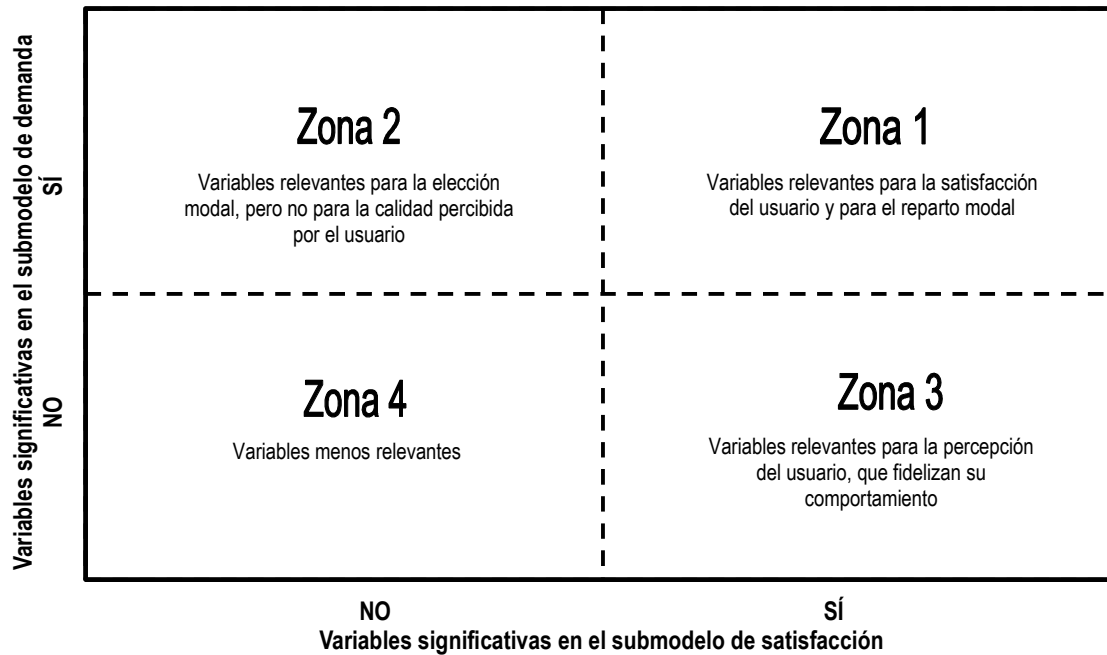 Variables significativas en el submodelo de demanda
SÍ
NO
Zona 2
Variables relevantes para la elección
modal, pero no para la calidad percibida
por el usuario
Zona 1
Variables relevantes para la satisfacción
del usuario y para el reparto modal
Zona 4
Variables menos relevantes
Zona 3
Variables relevantes para la percepción
del usuario, que fidelizan su
comportamiento
NO
SÍ
Variables significativas en el submodelo de satisfacción